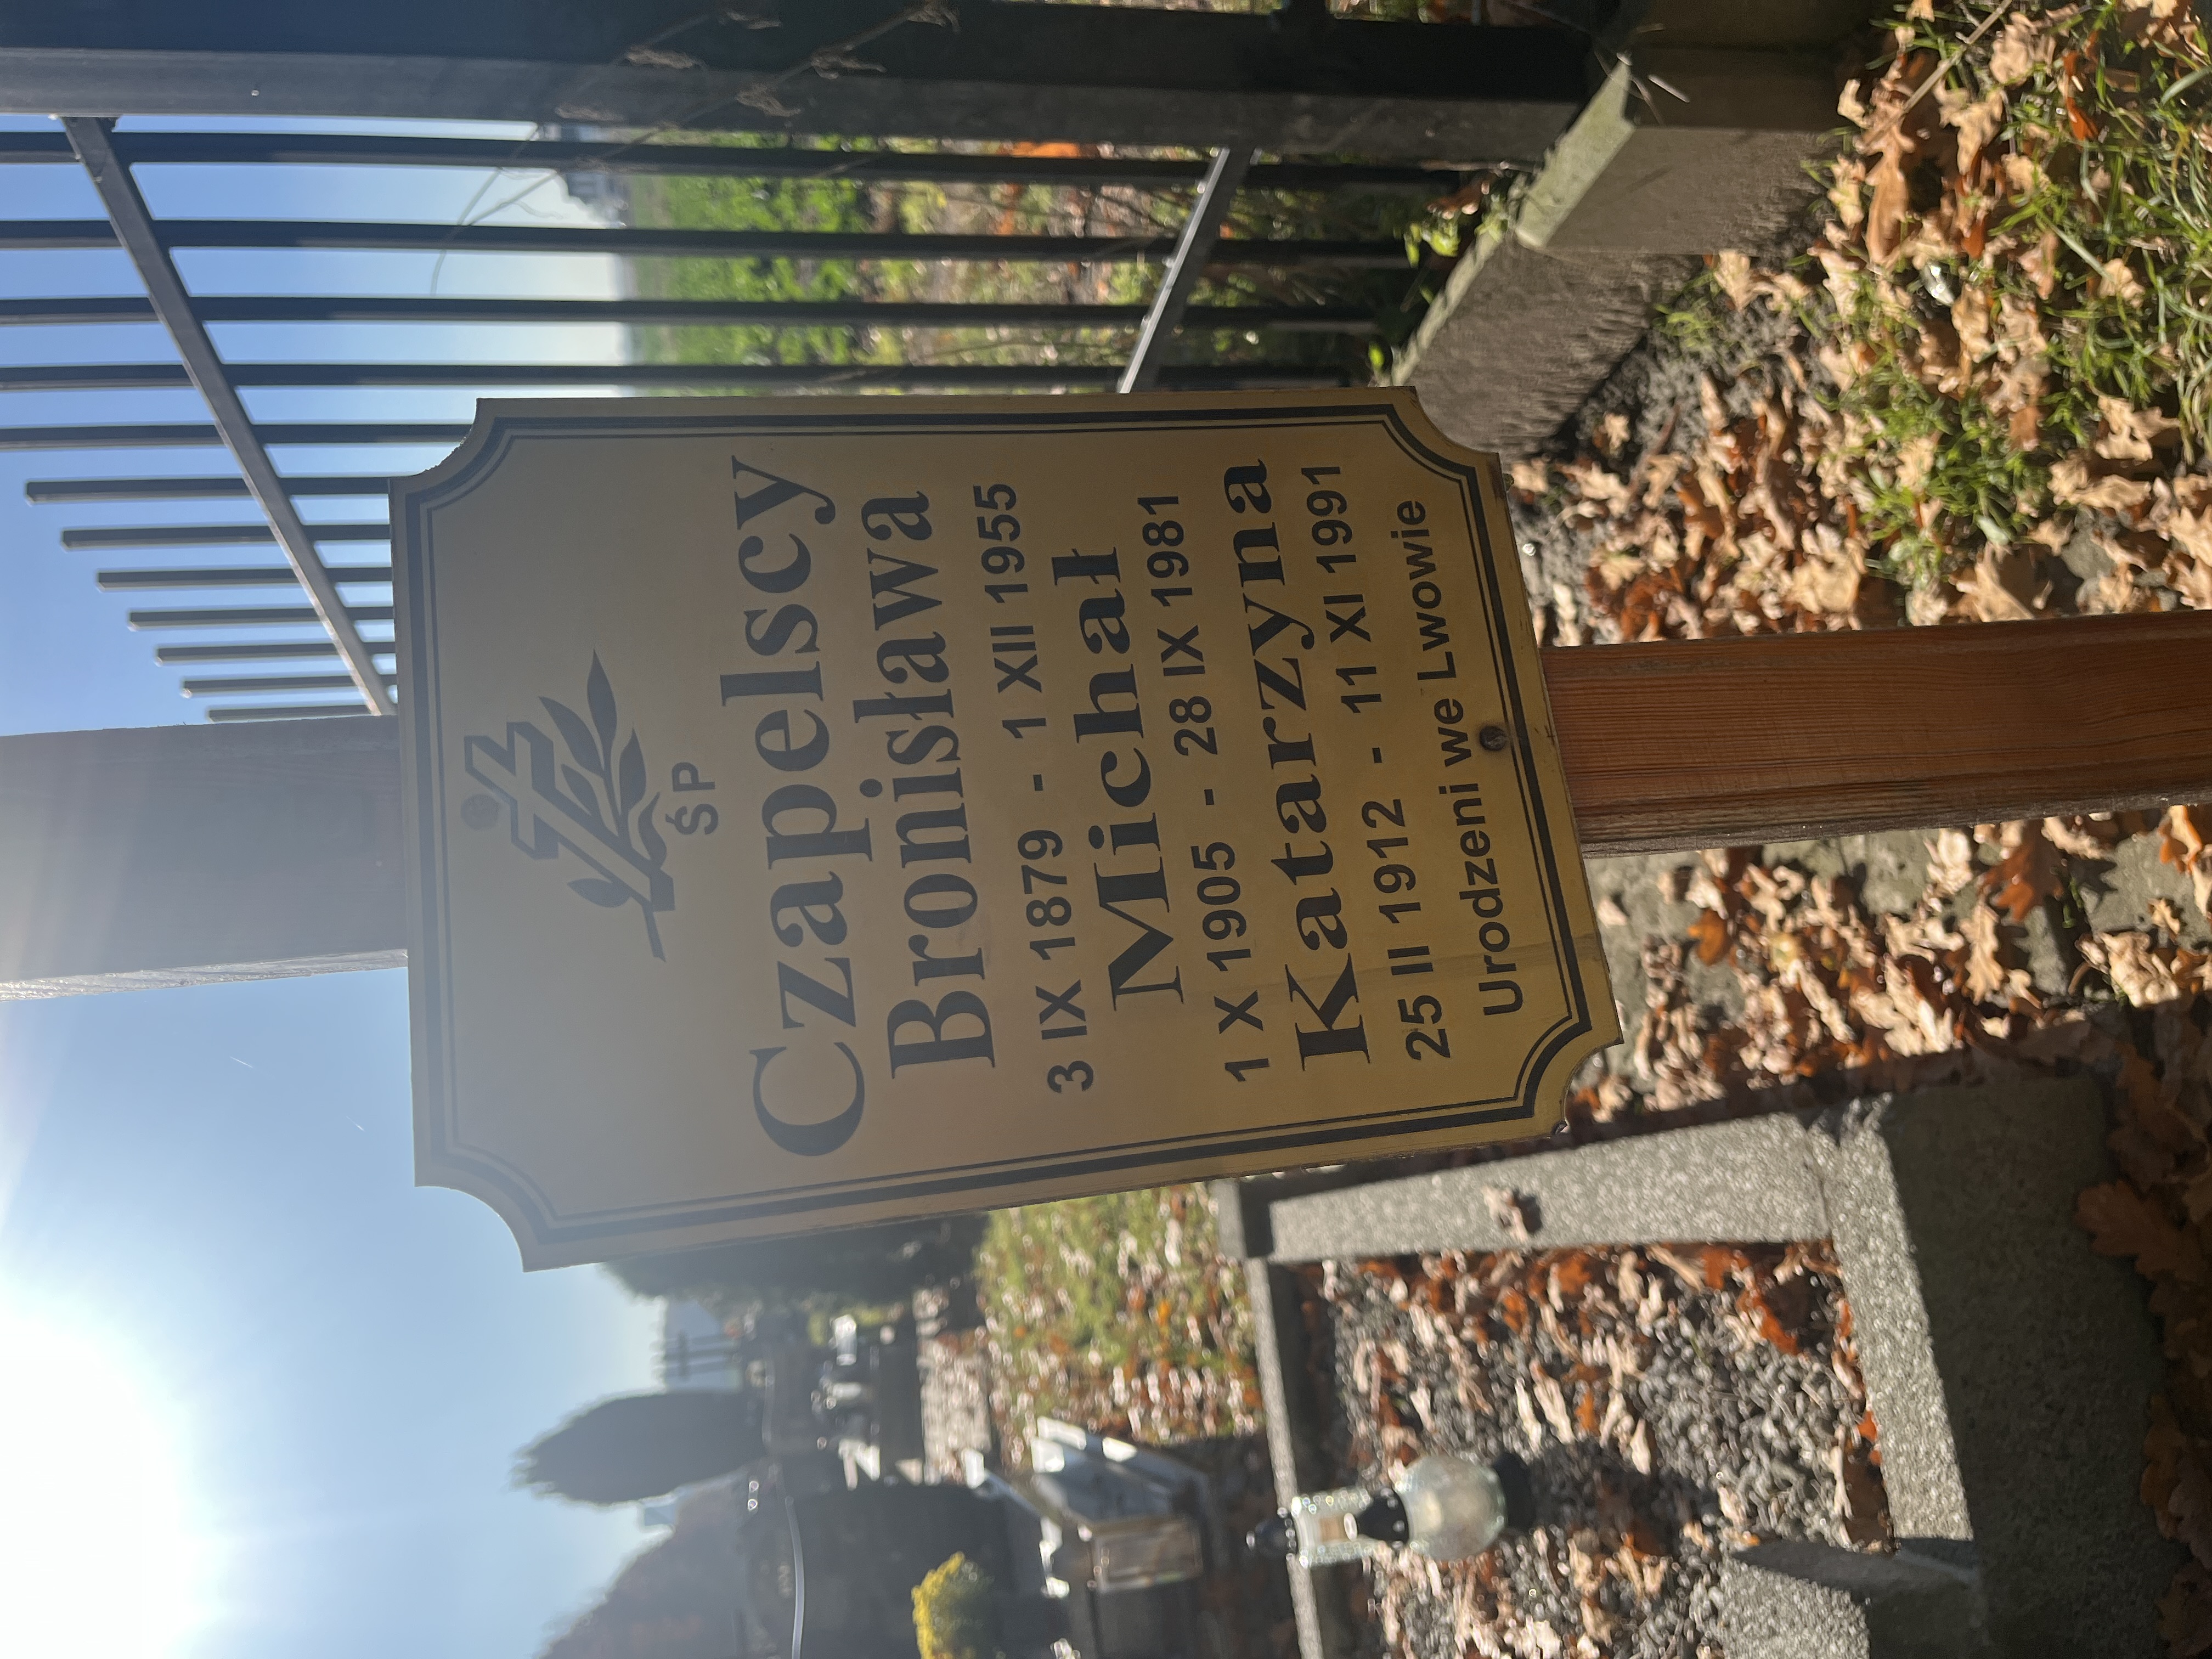 ŚP
Czapelscy
Bronisława
3 IX 1879 - 1 XII 1955
Michał
1 X 1905 - 28 IX 1981
Katarzyna
25 II 1912 - 11 XI 1991
Urodzeni we Lwowie